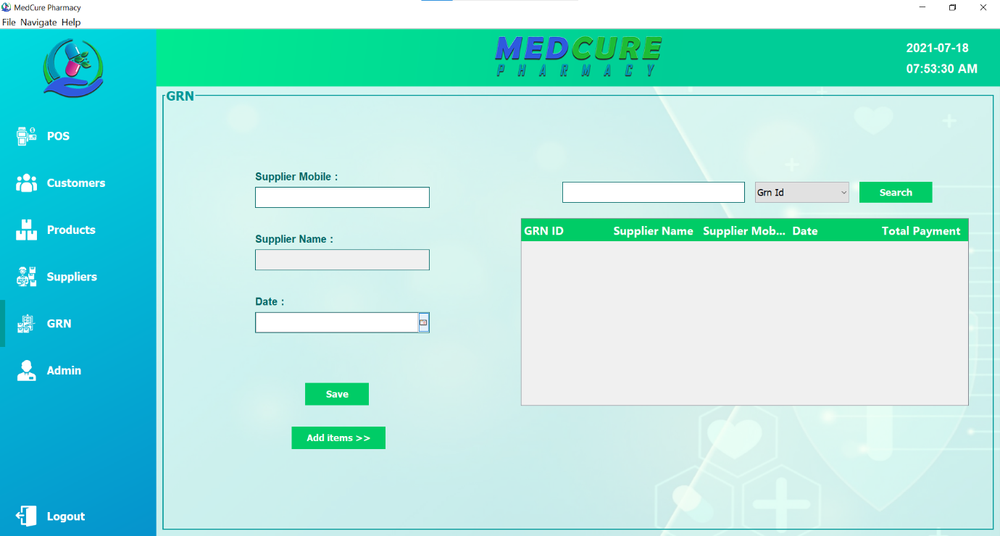 MedCure Pharmacy
File Navigate Help
MEDCURE
PHARMACY
2021-07-18
07:53:30 AM
POS
Customers
Products
Suppliers
GRN
Admin
Logout
GRN
Supplier Mobile :
Supplier Name :
Date :
Save
Add items >>
Grn Id
Search
GRN ID Supplier Name Supplier Mob... Date Total Payment